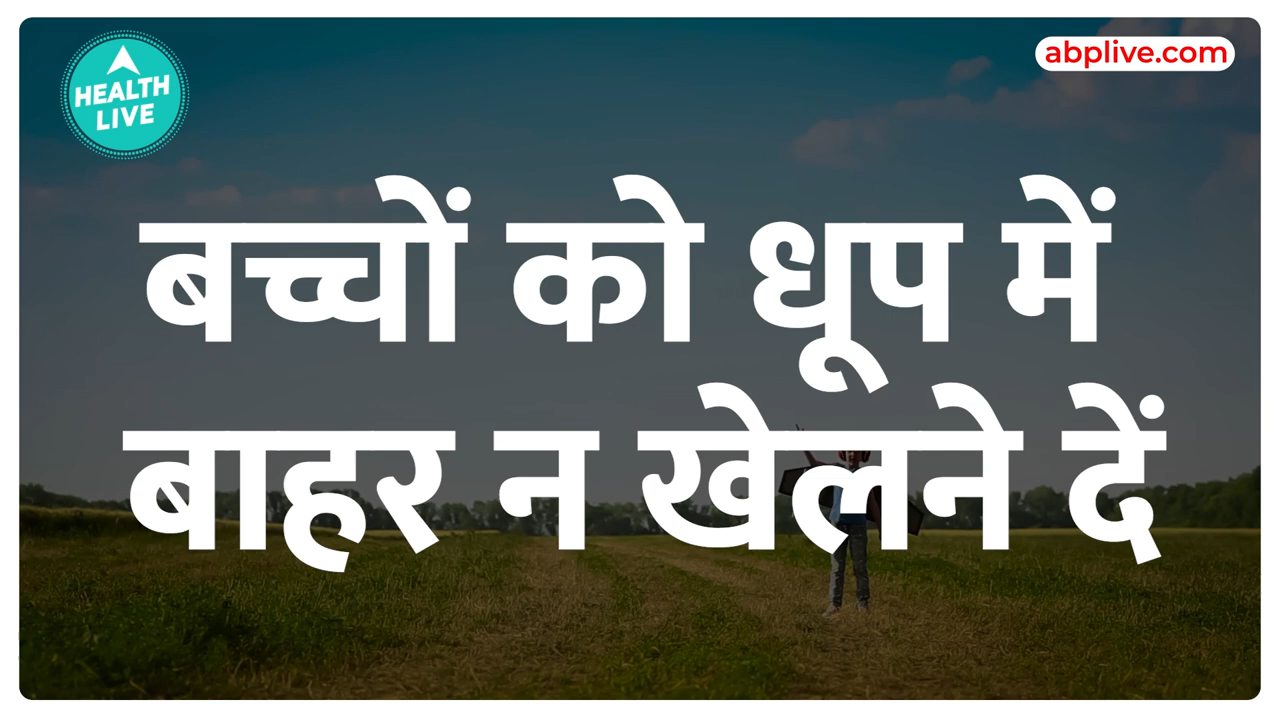 HEALTH
LIVE
abplive.com
बच्चों को धूप में
बाहर न खेलने दें